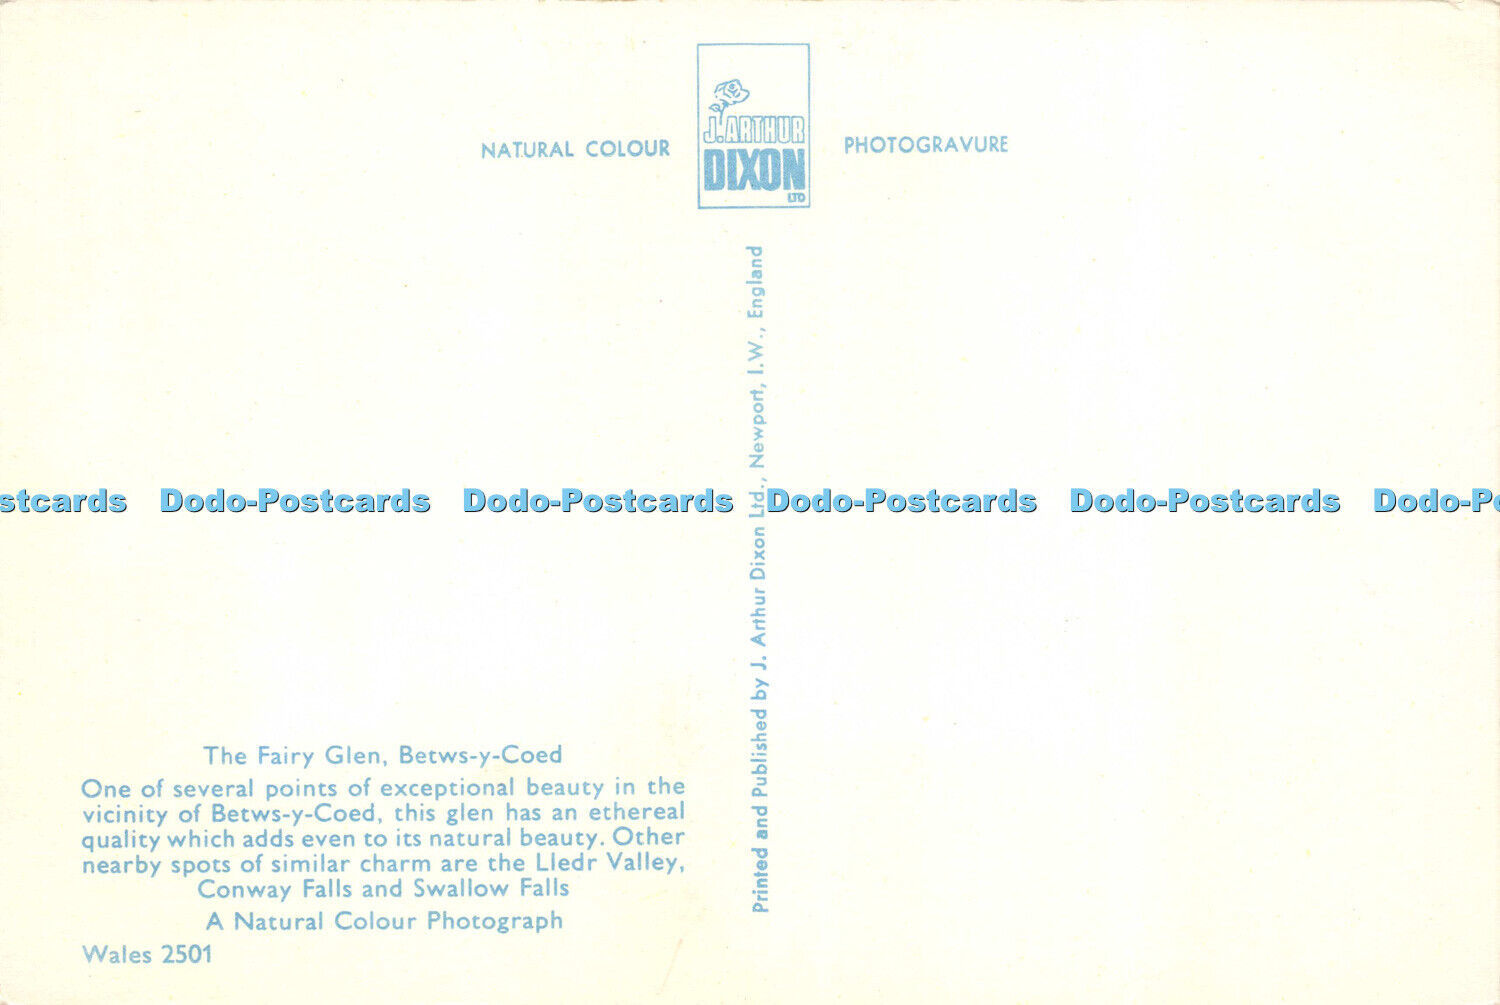 NATURAL COLOUR
J. ARTHUR
DIXON
LTD
PHOTOGRAVURE
Printed and Published by J. Arthur Dixon Ltd., Newport, I.W., England
stcards Dodo-Postcards Dodo-Postcards Dodo-Postcards Dodo-Postcards Dodo-Po
The Fairy Glen, Betws-y-Coed
One of several points of exceptional beauty in the
vicinity of Betws-y-Coed, this glen has an ethereal
quality which adds even to its natural beauty. Other
nearby spots of similar charm are the Lledr Valley,
Conway Falls and Swallow Falls
A Natural Colour Photograph
Wales 2501